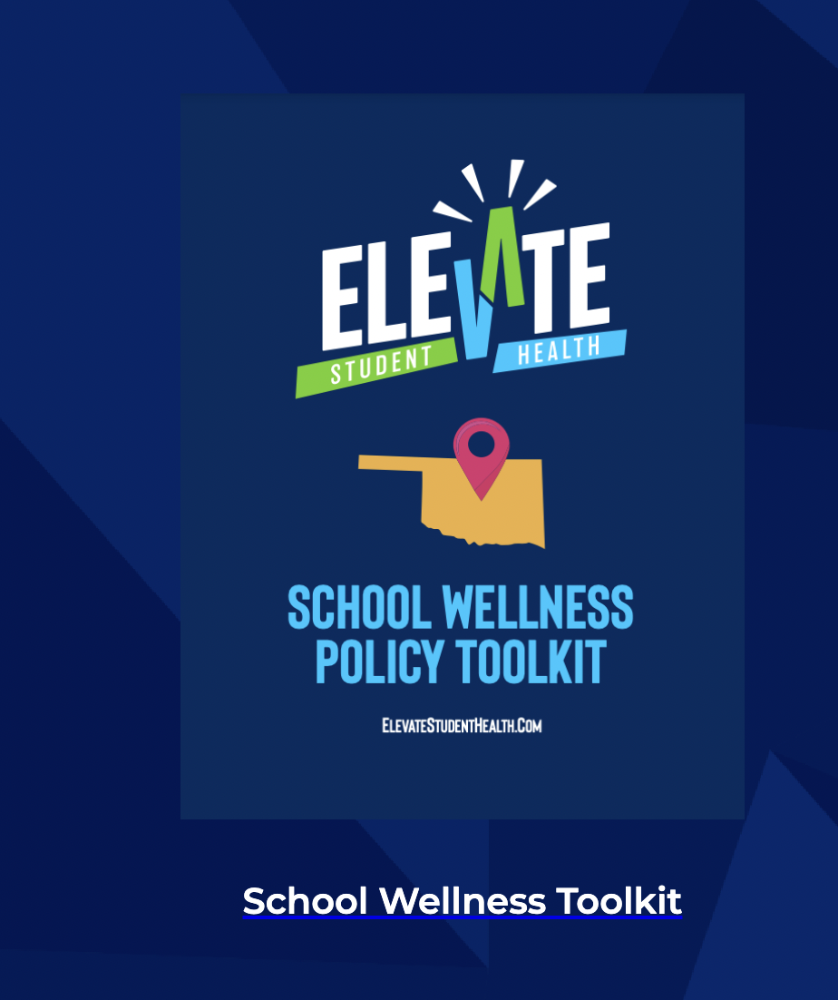 ELEVATE
STUDENT HEALTH
SCHOOL WELLNESS
POLICY TOOLKIT
ELEVATESTUDENTHEALTH.COM
School Wellness Toolkit